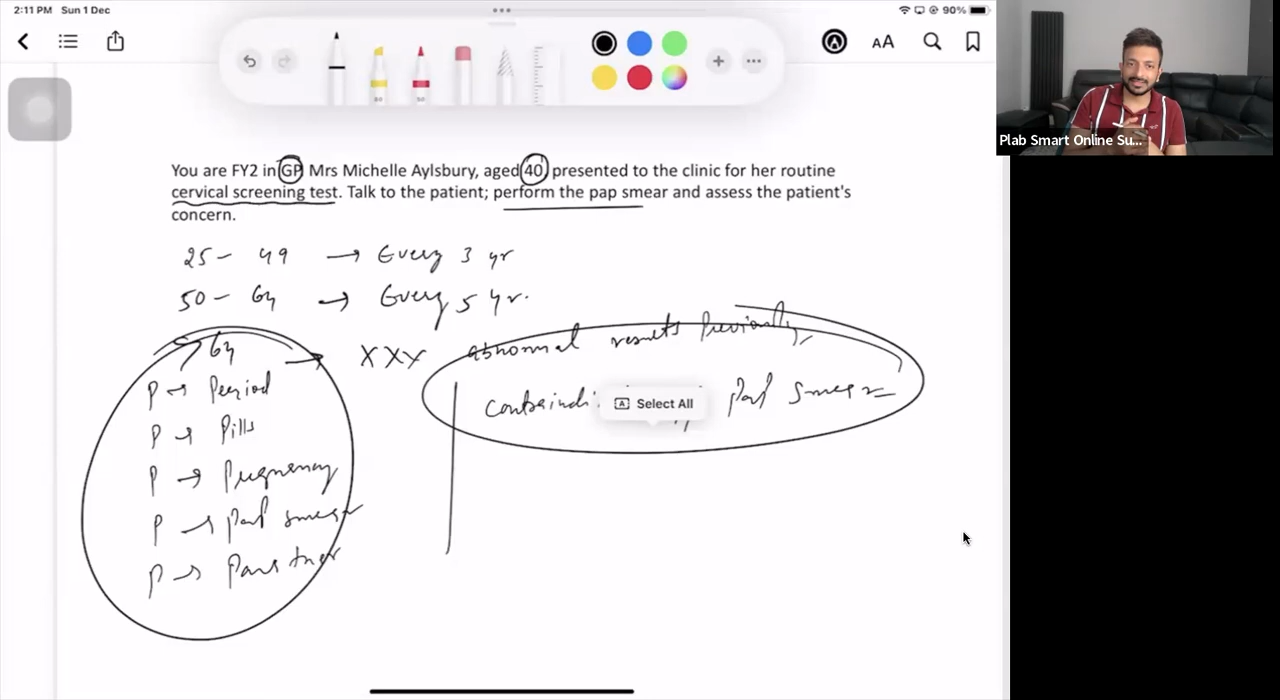 2:11 PM Sun 1 Dec
90%
AA
Plab Smart Online Su...
You are FY2 in GP Mrs Michelle Aylsbury, aged 40 presented to the clinic for her routine
cervical screening test. Talk to the patient; perform the pap smear and assess the patient's
concern.
25 - 49 → Every 3 yr
50 - 64 → Every 5 yr.
64 → XXX abnormal results Previously,
P → Period
Pap smear
Select All
P → Pills
P → Pregnancy
P → Pap smear
P → Partner